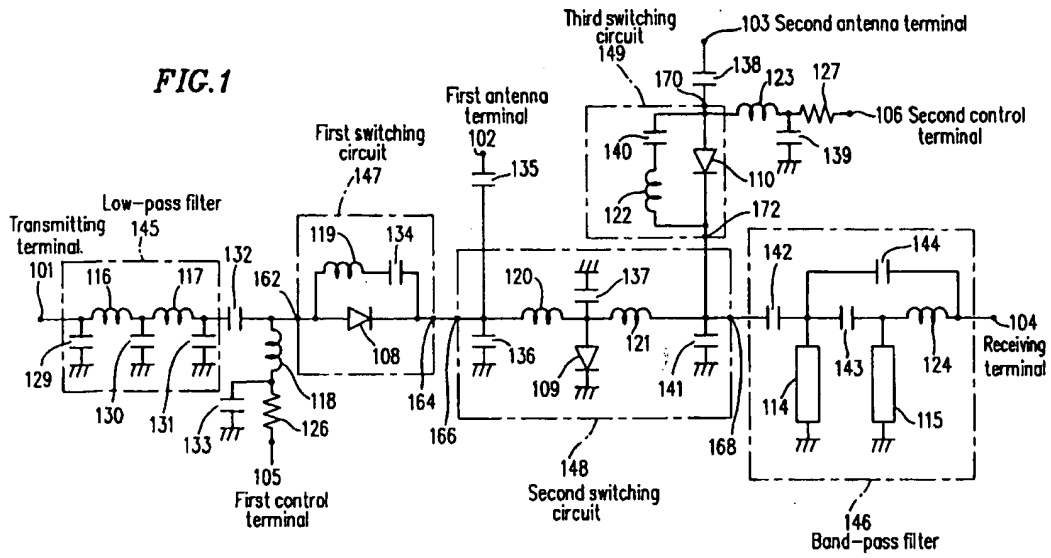 FIG.1
Third switching
circuit
149
103 Second antenna terminal
138
170
123
127
106 Second control
terminal
139
140
122
110
172
First antenna
terminal
102
135
First switching
circuit
147
119
134
108
164
Low-pass filter
145
Transmitting
terminal.
101
116
117
132
162
129
130
131
133
118
126
105
First control
terminal
120
137
121
136
109
141
166
168
148
Second switching
circuit
142
144
143
124
104
Receiving
terminal
114
115
146
Band-pass filter